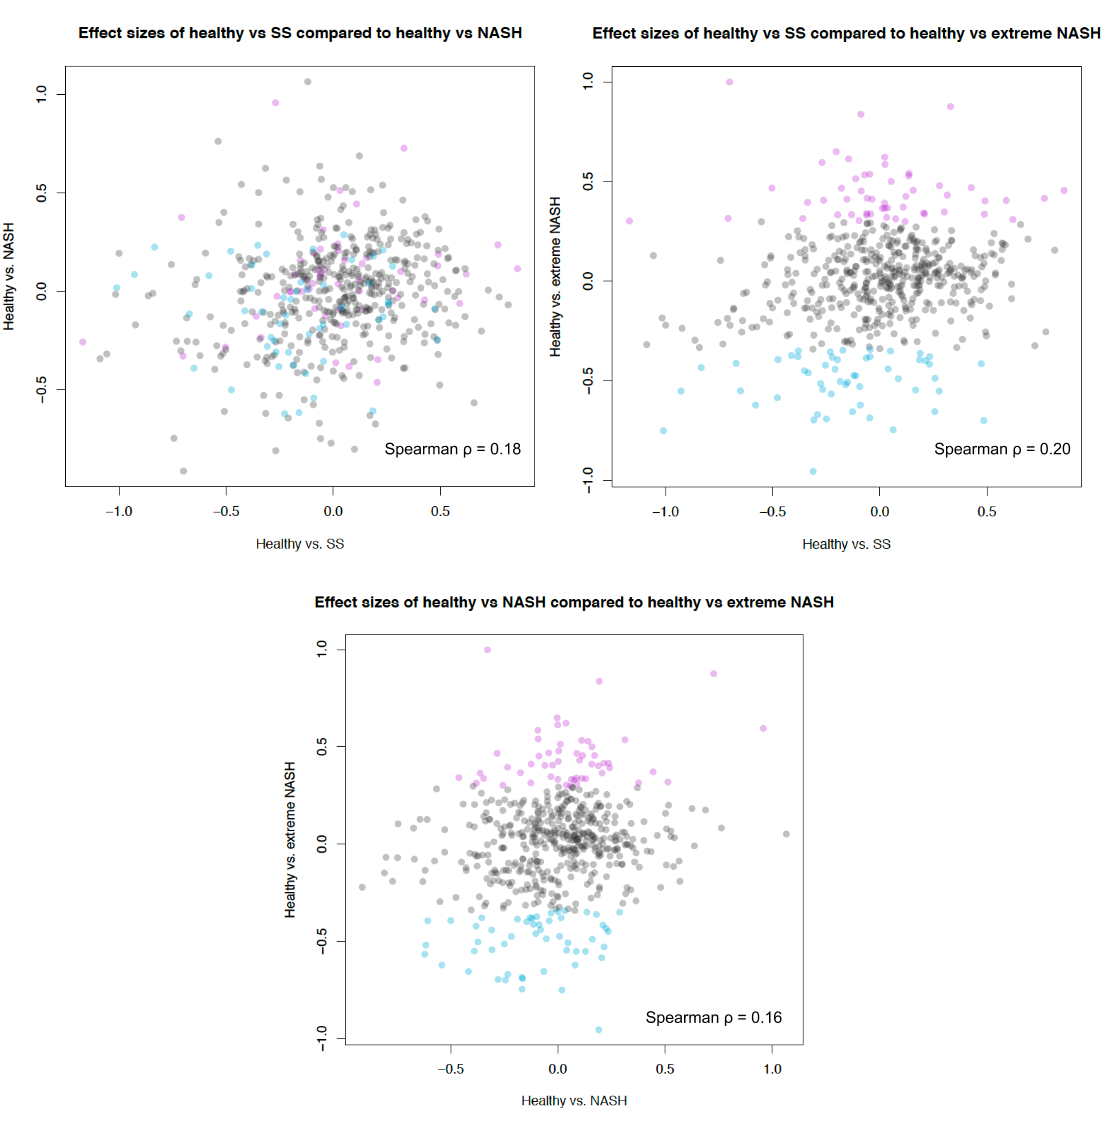 Effect sizes of healthy vs SS compared to healthy vs NASH
Healthy vs. NASH
1.0
0.5
0.0
−0.5
Spearman ρ = 0.18
−1.0
−0.5
0.0
0.5
Healthy vs. SS
Effect sizes of healthy vs SS compared to healthy vs extreme NASH
Healthy vs. extreme NASH
1.0
0.5
0.0
−0.5
−1.0
Spearman ρ = 0.20
−1.0
−0.5
0.0
0.5
Healthy vs. SS
Effect sizes of healthy vs NASH compared to healthy vs extreme NASH
Healthy vs. extreme NASH
1.0
0.5
0.0
−0.5
−1.0
Spearman ρ = 0.16
−0.5
0.0
0.5
1.0
Healthy vs. NASH